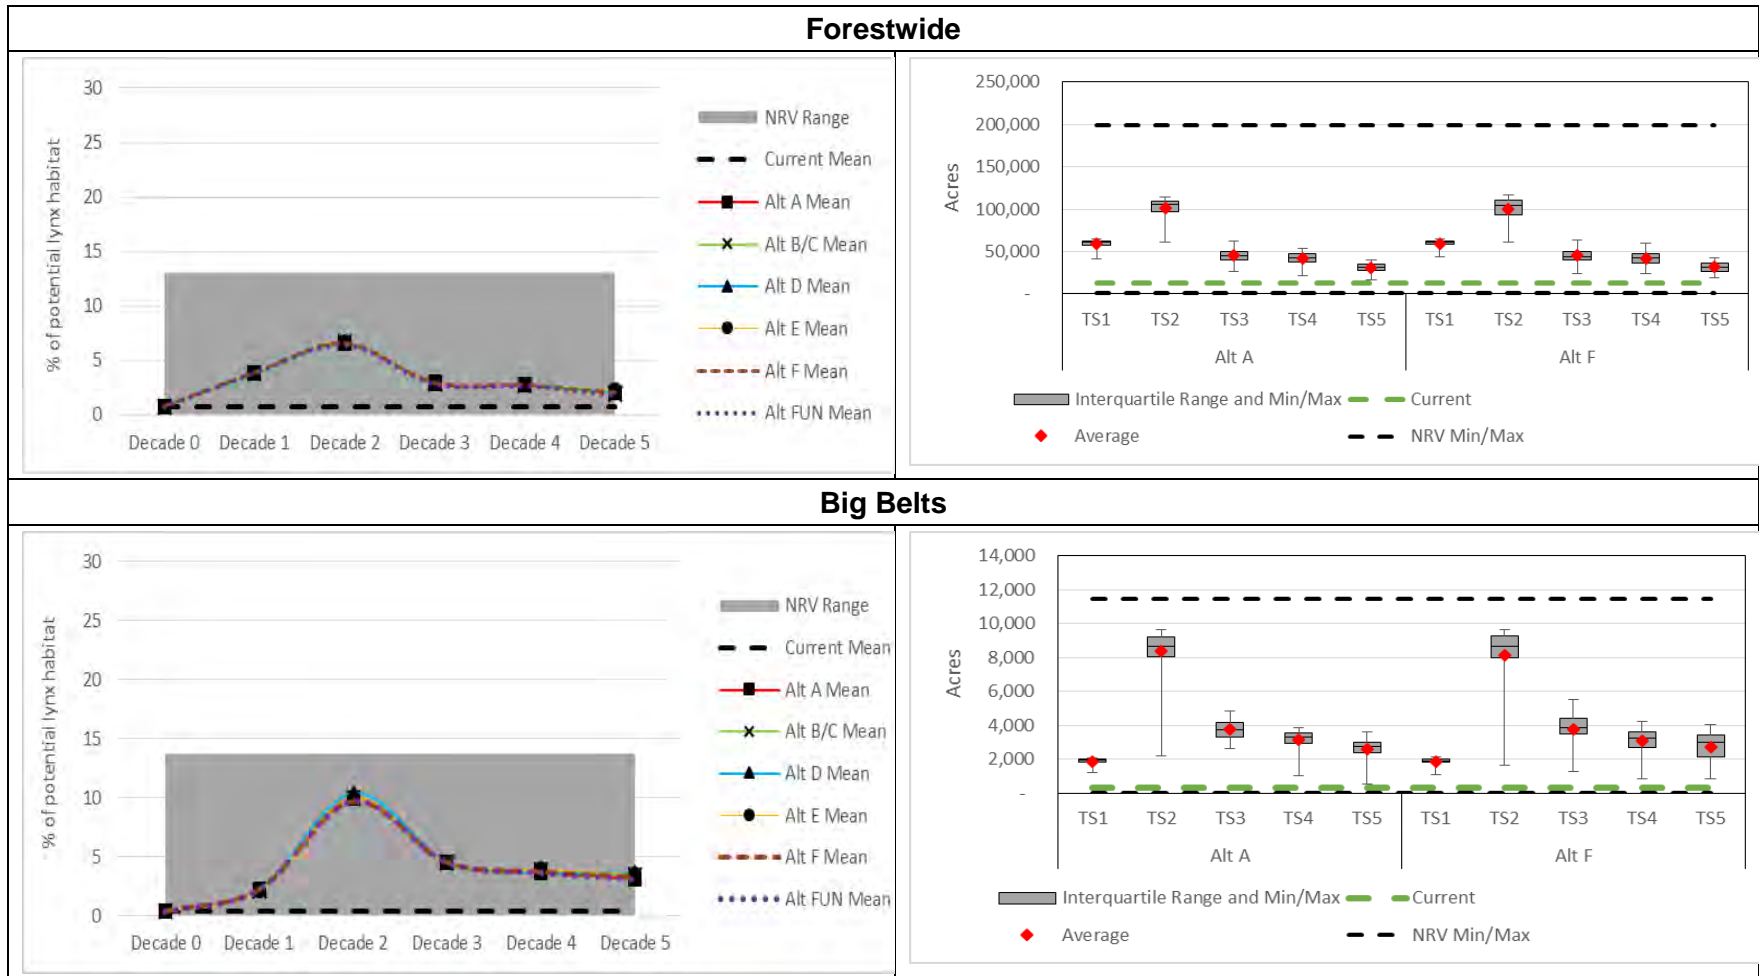 Forestwide
% of potential lynx habitat
30
25
20
15
10
5
0
Decade 0 Decade 1 Decade 2 Decade 3 Decade 4 Decade 5
NRV Range
Current Mean
Alt A Mean
Alt B/C Mean
Alt D Mean
Alt E Mean
Alt F Mean
Alt FUN Mean
Acres
250,000
200,000
150,000
100,000
50,000
-
TS1 TS2 TS3 TS4 TS5 TS1 TS2 TS3 TS4 TS5
Alt A Alt F
Interquartile Range and Min/Max Current
Average NRV Min/Max
Big Belts
% of potential lynx habitat
30
25
20
15
10
5
0
Decade 0 Decade 1 Decade 2 Decade 3 Decade 4 Decade 5
NRV Range
Current Mean
Alt A Mean
Alt B/C Mean
Alt D Mean
Alt E Mean
Alt F Mean
Alt FUN Mean
Acres
14,000
12,000
10,000
8,000
6,000
4,000
2,000
-
TS1 TS2 TS3 TS4 TS5 TS1 TS2 TS3 TS4 TS5
Alt A Alt F
Interquartile Range and Min/Max Current
Average NRV Min/Max